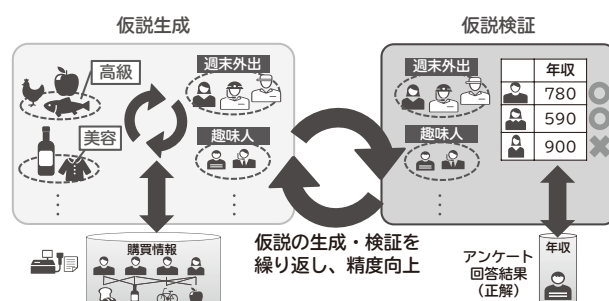 仮説生成
仮説検証
高級
美容
週末外出
趣味人
週末外出
趣味人
年収
780
590
900
購買情報
仮説の生成・検証を
繰り返し、精度向上
アンケート
回答結果
(正解)
年収